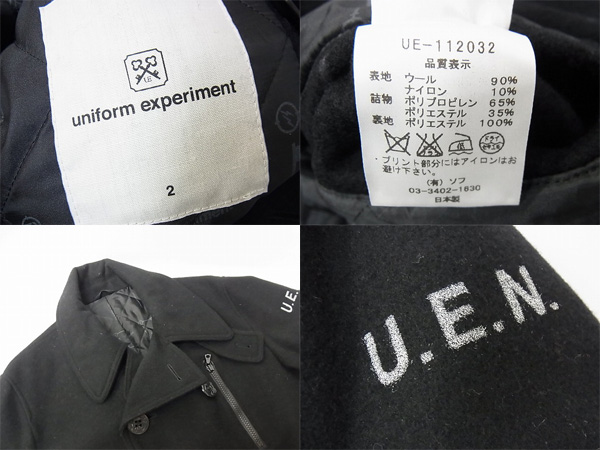 U.E
uniform experiment
2
UE-112032
品質表示
表地 ウール 90%
ナイロン 10%
詰物 ポリプロピレン 65%
ポリエステル 35%
裏地 ポリエステル 100%
ドライ
・プリント部分にはアイロンはお
避け下さい。
(有) ソフ
03-3402-1830
日本製
U.E.N.
U.E.N.